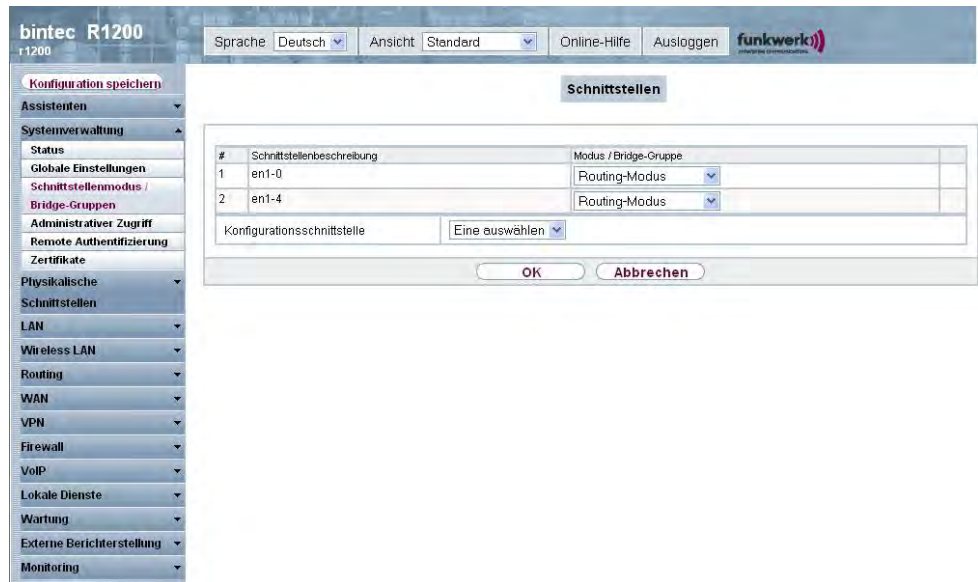 bintec R1200
r1200
Sprache Deutsch Ansicht Standard Online-Hilfe Ausloggen funkwerk
Konfiguration speichern
Assistenten
Systemverwaltung
Status
Globale Einstellungen
Schnittstellenmodus /
Bridge-Gruppen
Administrativer Zugriff
Remote Authentifizierung
Zertifikate
Physikalische
Schnittstellen
LAN
Wireless LAN
Routing
WAN
VPN
Firewall
VoIP
Lokale Dienste
Wartung
Externe Berichterstellung
Monitoring
Schnittstellen
# Schnittstellenbeschreibung Modus / Bridge-Gruppe
1 en1-0 Routing-Modus
2 en1-4 Routing-Modus
Konfigurationsschnittstelle Eine auswählen
OK Abbrechen